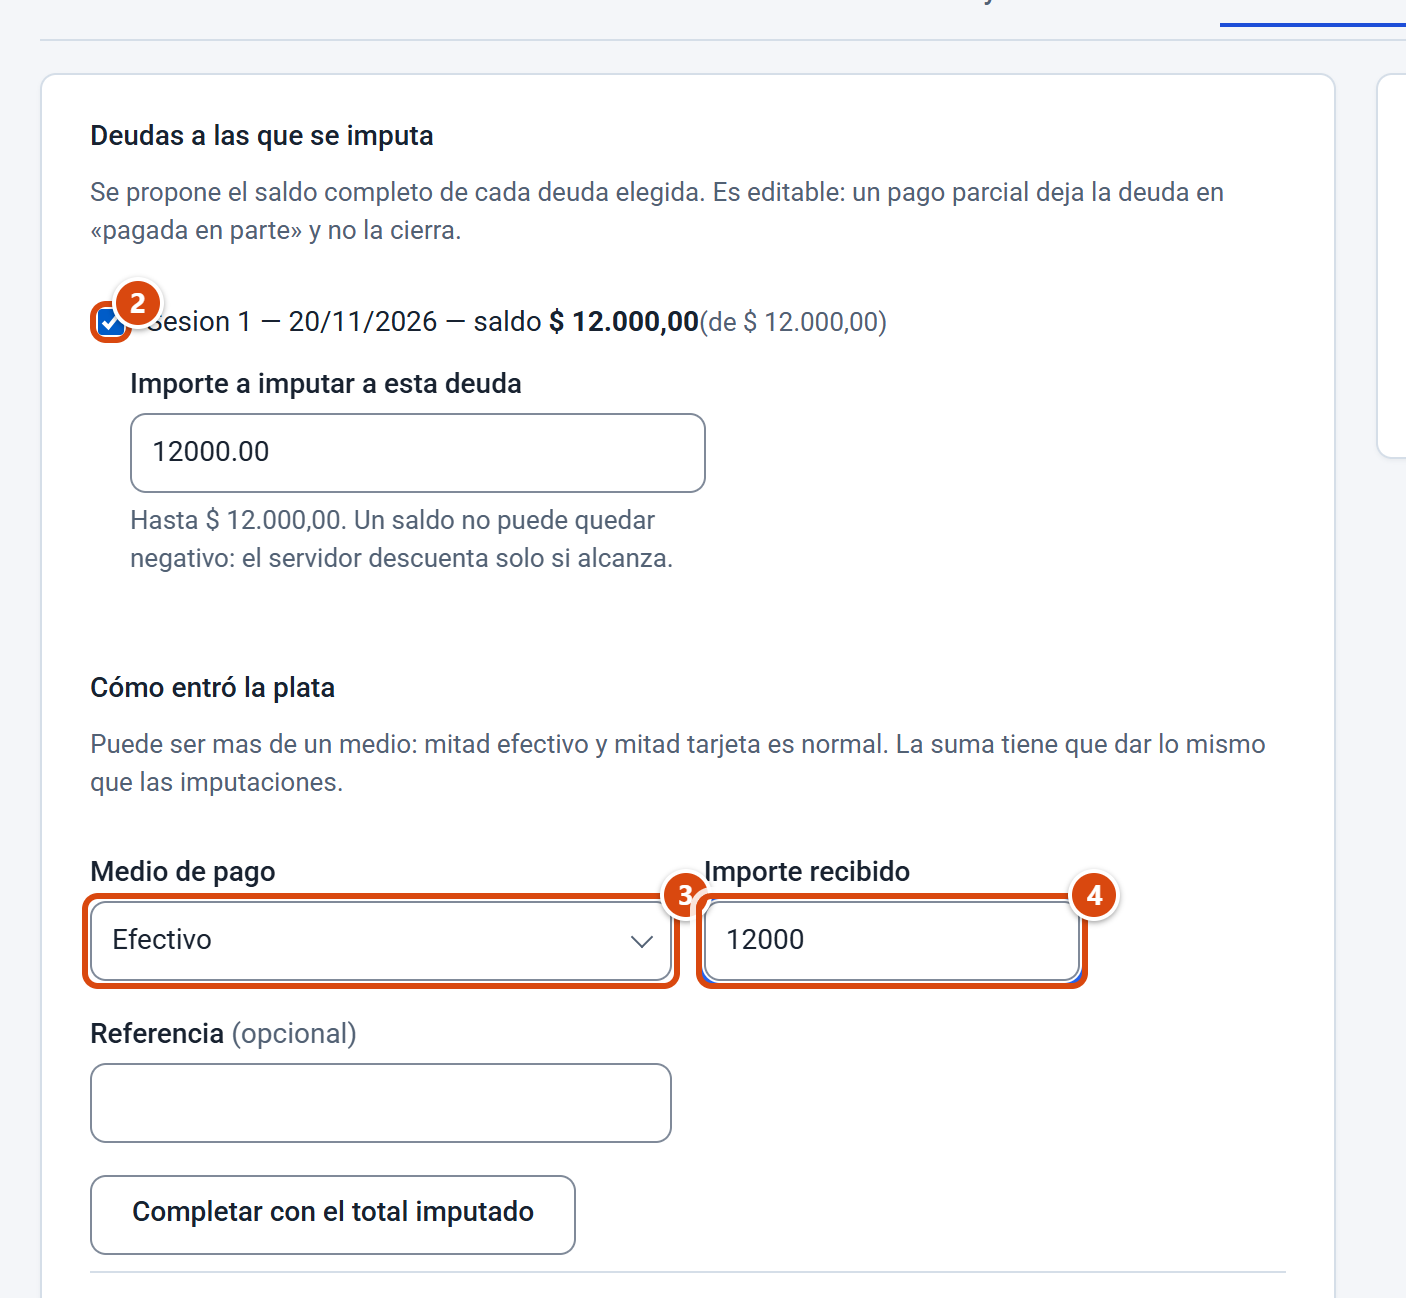 Deudas a las que se imputa
Se propone el saldo completo de cada deuda elegida. Es editable: un pago parcial deja la deuda en
«pagada en parte» y no la cierra.
2
Sesion 1 — 20/11/2026 — saldo $ 12.000,00(de $ 12.000,00)
Importe a imputar a esta deuda
12000.00
Hasta $ 12.000,00. Un saldo no puede quedar
negativo: el servidor descuenta solo si alcanza.
Cómo entró la plata
Puede ser mas de un medio: mitad efectivo y mitad tarjeta es normal. La suma tiene que dar lo mismo
que las imputaciones.
Medio de pago
3
Importe recibido
4
Efectivo
12000
Referencia (opcional)
Completar con el total imputado